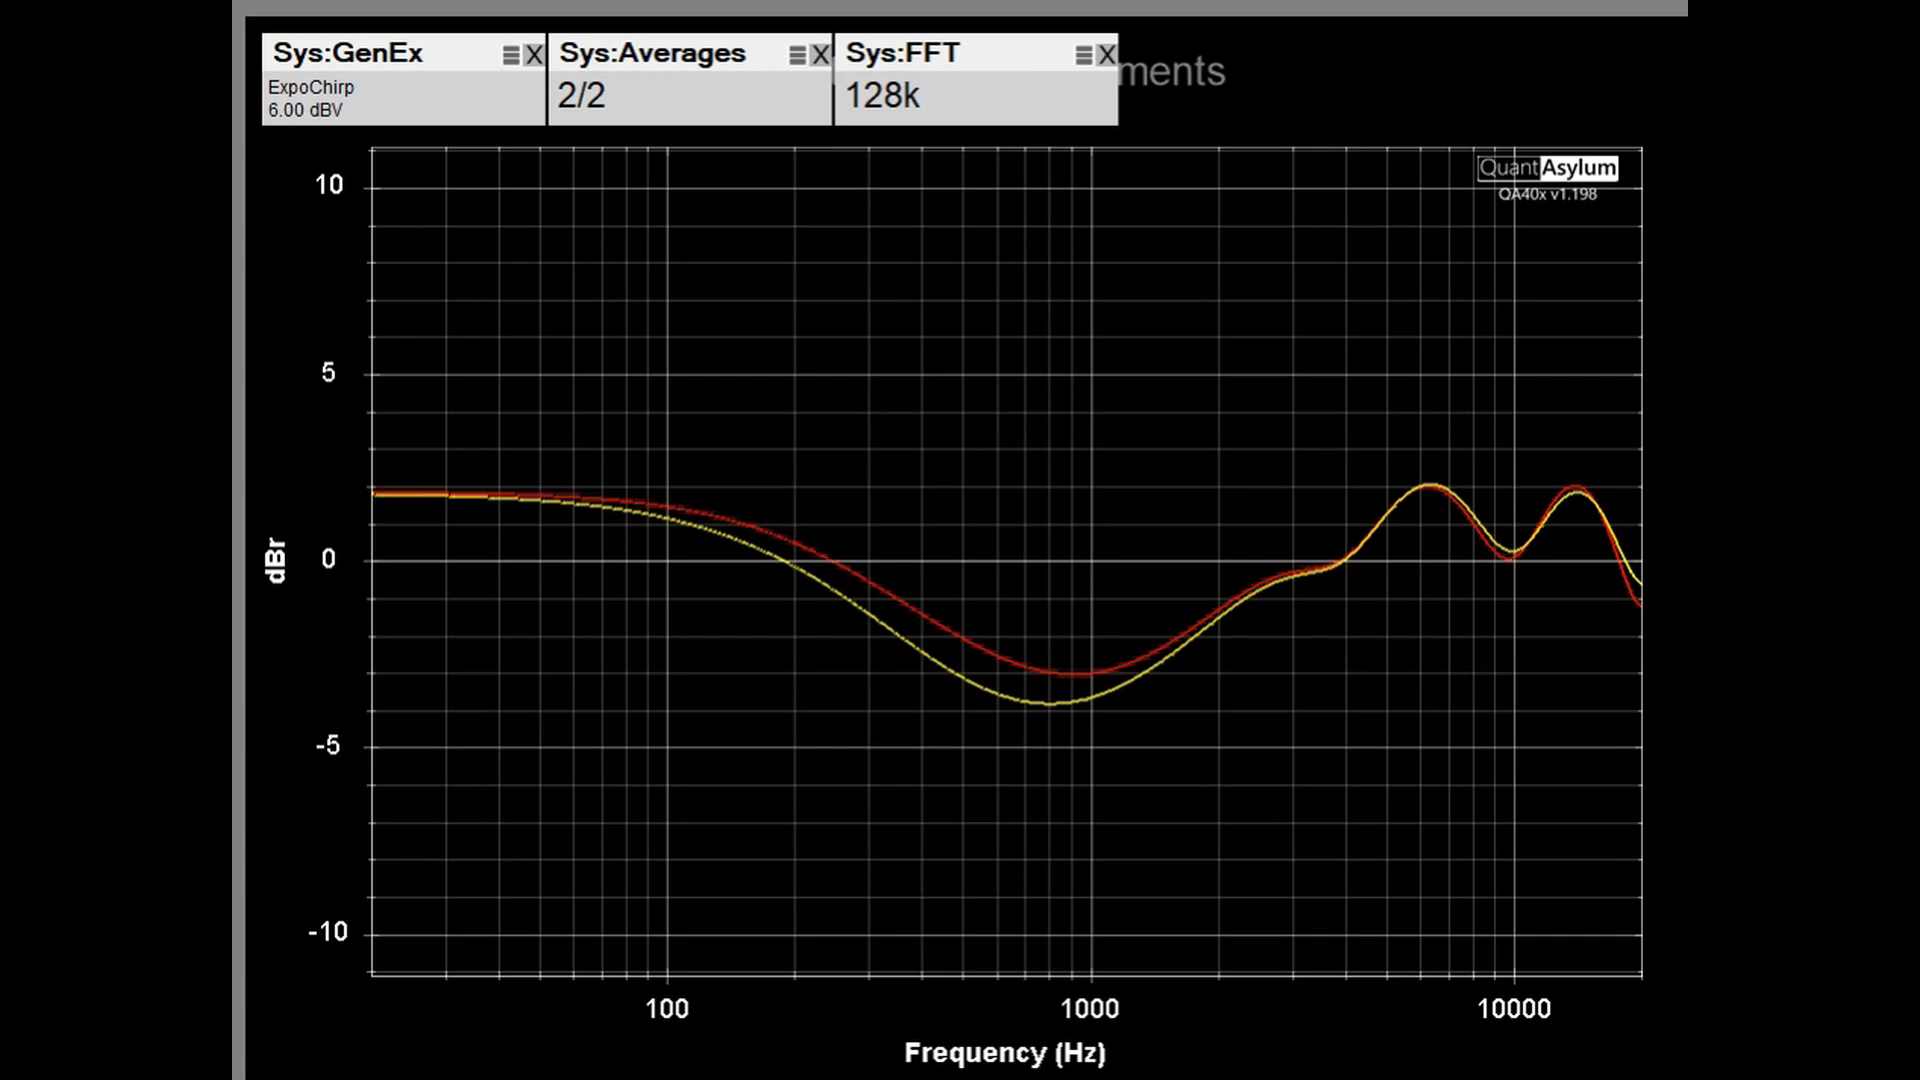 Sys:GenEx X Sys:Averages X Sys:FFT X
ments
ExpoChirp
6.00 dBV
2/2
128k
QuantAsylum
QA40x v1.198
10
5
0
-5
-10
dBr
100 1000 10000
Frequency (Hz)